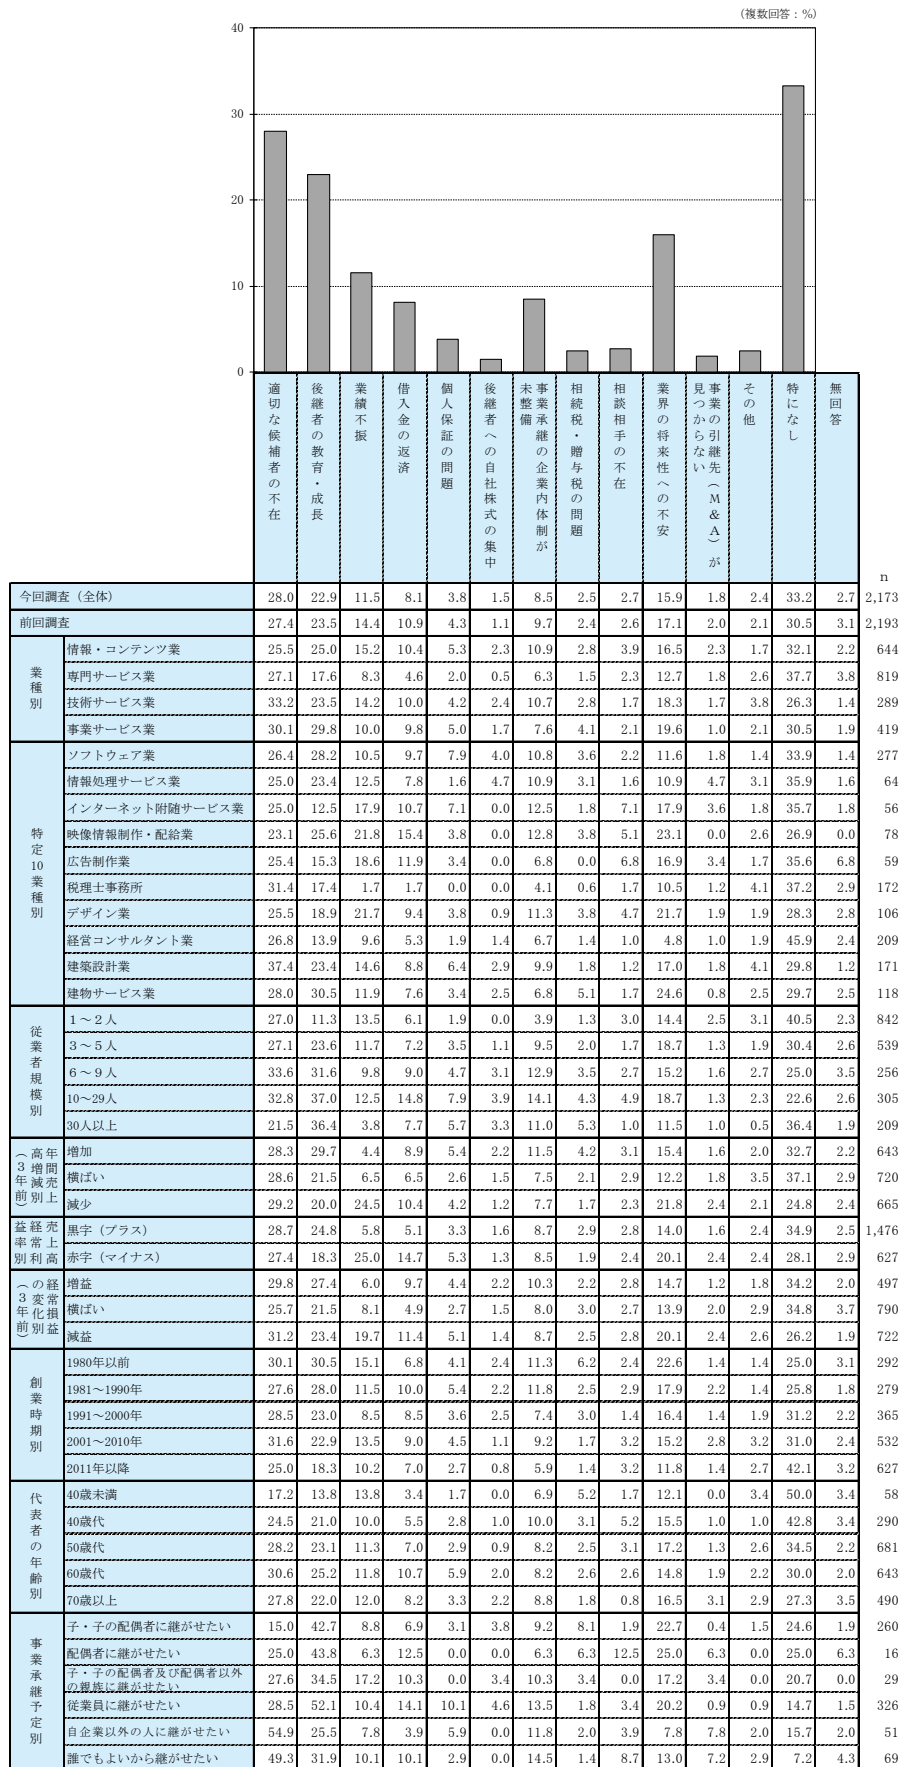 (複数回答：%)
40
30
20
10
0
適切な候補者の不在
後継者の教育・成長
業績不振
借入金の返済
個人保証の問題
後継者への自社株式の集中
事業承継の企業内体制が
未整備
相続税・贈与税の問題
相談相手の不在
業界の将来性への不安
事業の引継先（M&A）が
見つからない
その他
特になし
無回答
n
今回調査（全体） 28.0 22.9 11.5 8.1 3.8 1.5 8.5 2.5 2.7 15.9 1.8 2.4 33.2 2.7 2,173
前回調査 27.4 23.5 14.4 10.9 4.3 1.1 9.7 2.4 2.6 17.1 2.0 2.1 30.5 3.1 2,193
業種別
情報・コンテンツ業 25.5 25.0 15.2 10.4 5.3 2.3 10.9 2.8 3.9 16.5 2.3 1.7 32.1 2.2 644
専門サービス業 27.1 17.6 8.3 4.6 2.0 0.5 6.3 1.5 2.3 12.7 1.8 2.6 37.7 3.8 819
技術サービス業 33.2 23.5 14.2 10.0 4.2 2.4 10.7 2.8 1.7 18.3 1.7 3.8 26.3 1.4 289
事業サービス業 30.1 29.8 10.0 9.8 5.0 1.7 7.6 4.1 2.1 19.6 1.0 2.1 30.5 1.9 419
特定10業種別
ソフトウェア業 26.4 28.2 10.5 9.7 7.9 4.0 10.8 3.6 2.2 11.6 1.8 1.4 33.9 1.4 277
情報処理サービス業 25.0 23.4 12.5 7.8 1.6 4.7 10.9 3.1 1.6 10.9 4.7 3.1 35.9 1.6 64
インターネット附随サービス業 25.0 12.5 17.9 10.7 7.1 0.0 12.5 1.8 7.1 17.9 3.6 1.8 35.7 1.8 56
映像情報制作・配給業 23.1 25.6 21.8 15.4 3.8 0.0 12.8 3.8 5.1 23.1 0.0 2.6 26.9 0.0 78
広告制作業 25.4 15.3 18.6 11.9 3.4 0.0 6.8 0.0 6.8 16.9 3.4 1.7 35.6 6.8 59
税理士事務所 31.4 17.4 1.7 1.7 0.0 0.0 4.1 0.6 1.7 10.5 1.2 4.1 37.2 2.9 172
デザイン業 25.5 18.9 21.7 9.4 3.8 0.9 11.3 3.8 4.7 21.7 1.9 1.9 28.3 2.8 106
経営コンサルタント業 26.8 13.9 9.6 5.3 1.9 1.4 6.7 1.4 1.0 4.8 1.0 1.9 45.9 2.4 209
建築設計業 37.4 23.4 14.6 8.8 6.4 2.9 9.9 1.8 1.2 17.0 1.8 4.1 29.8 1.2 171
建物サービス業 28.0 30.5 11.9 7.6 3.4 2.5 6.8 5.1 1.7 24.6 0.8 2.5 29.7 2.5 118
従業者規模別
１～２人 27.0 11.3 13.5 6.1 1.9 0.0 3.9 1.3 3.0 14.4 2.5 3.1 40.5 2.3 842
３～５人 27.1 23.6 11.7 7.2 3.5 1.1 9.5 2.0 1.7 18.7 1.3 1.9 30.4 2.6 539
６～９人 33.6 31.6 9.8 9.0 4.7 3.1 12.9 3.5 2.7 15.2 1.6 2.7 25.0 3.5 256
10～29人 32.8 37.0 12.5 14.8 7.9 3.9 14.1 4.3 4.9 18.7 1.3 2.3 22.6 2.6 305
30人以上 21.5 36.4 3.8 7.7 5.7 3.3 11.0 5.3 1.0 11.5 1.0 0.5 36.4 1.9 209
年間売上
高増減別
（３年前）
増加 28.3 29.7 4.4 8.9 5.4 2.2 11.5 4.2 3.1 15.4 1.6 2.0 32.7 2.2 643
横ばい 28.6 21.5 6.5 6.5 2.6 1.5 7.5 2.1 2.9 12.2 1.8 3.5 37.1 2.9 720
減少 29.2 20.0 24.5 10.4 4.2 1.2 7.7 1.7 2.3 21.8 2.4 2.1 24.8 2.4 665
売上高
経常利
益率別
黒字（プラス） 28.7 24.8 5.8 5.1 3.3 1.6 8.7 2.9 2.8 14.0 1.6 2.4 34.9 2.5 1,476
赤字（マイナス） 27.4 18.3 25.0 14.7 5.3 1.3 8.5 1.9 2.4 20.1 2.4 2.4 28.1 2.9 627
経常損益
の変化別
（３年前）
増益 29.8 27.4 6.0 9.7 4.4 2.2 10.3 2.2 2.8 14.7 1.2 1.8 34.2 2.0 497
横ばい 25.7 21.5 8.1 4.9 2.7 1.5 8.0 3.0 2.7 13.9 2.0 2.9 34.8 3.7 790
減益 31.2 23.4 19.7 11.4 5.1 1.4 8.7 2.5 2.8 20.1 2.4 2.6 26.2 1.9 722
創業時期別
1980年以前 30.1 30.5 15.1 6.8 4.1 2.4 11.3 6.2 2.4 22.6 1.4 1.4 25.0 3.1 292
1981～1990年 27.6 28.0 11.5 10.0 5.4 2.2 11.8 2.5 2.9 17.9 2.2 1.4 25.8 1.8 279
1991～2000年 28.5 23.0 8.5 8.5 3.6 2.5 7.4 3.0 1.4 16.4 1.4 1.9 31.2 2.2 365
2001～2010年 31.6 22.9 13.5 9.0 4.5 1.1 9.2 1.7 3.2 15.2 2.8 3.2 31.0 2.4 532
2011年以降 25.0 18.3 10.2 7.0 2.7 0.8 5.9 1.4 3.2 11.8 1.4 2.7 42.1 3.2 627
代表者の年齢別
40歳未満 17.2 13.8 13.8 3.4 1.7 0.0 6.9 5.2 1.7 12.1 0.0 3.4 50.0 3.4 58
40歳代 24.5 21.0 10.0 5.5 2.8 1.0 10.0 3.1 5.2 15.5 1.0 1.0 42.8 3.4 290
50歳代 28.2 23.1 11.3 7.0 2.9 0.9 8.2 2.5 3.1 17.2 1.3 2.6 34.5 2.2 681
60歳代 30.6 25.2 11.8 10.7 5.9 2.0 8.2 2.6 2.6 14.8 1.9 2.2 30.0 2.0 643
70歳以上 27.8 22.0 12.0 8.2 3.3 2.2 8.8 1.8 0.8 16.5 3.1 2.9 27.3 3.5 490
事業承継予定別
子・子の配偶者に継がせたい 15.0 42.7 8.8 6.9 3.1 3.8 9.2 8.1 1.9 22.7 0.4 1.5 24.6 1.9 260
配偶者に継がせたい 25.0 43.8 6.3 12.5 0.0 0.0 6.3 6.3 12.5 25.0 6.3 0.0 25.0 6.3 16
子・子の配偶者及び配偶者以外
の親族に継がせたい 27.6 34.5 17.2 10.3 0.0 3.4 10.3 3.4 0.0 17.2 3.4 0.0 20.7 0.0 29
従業員に継がせたい 28.5 52.1 10.4 14.1 10.1 4.6 13.5 1.8 3.4 20.2 0.9 0.9 14.7 1.5 326
自企業以外の人に継がせたい 54.9 25.5 7.8 3.9 5.9 0.0 11.8 2.0 3.9 7.8 7.8 2.0 15.7 2.0 51
誰でもよいから継がせたい 49.3 31.9 10.1 10.1 2.9 0.0 14.5 1.4 8.7 13.0 7.2 2.9 7.2 4.3 69